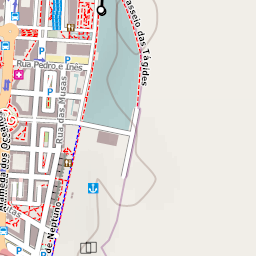 Passeio das Tágides
Rua Pedro e Inês
Rua das Musas
Alameda dos Oceanos
de Neptuno
P
P
P
P
P